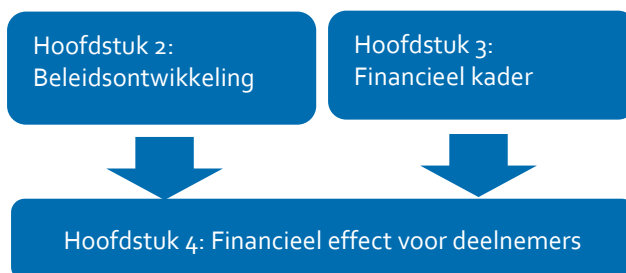 Hoofdstuk 2:
Beleidsontwikkeling
Hoofdstuk 3:
Financieel kader
Hoofdstuk 4: Financieel effect voor deelnemers